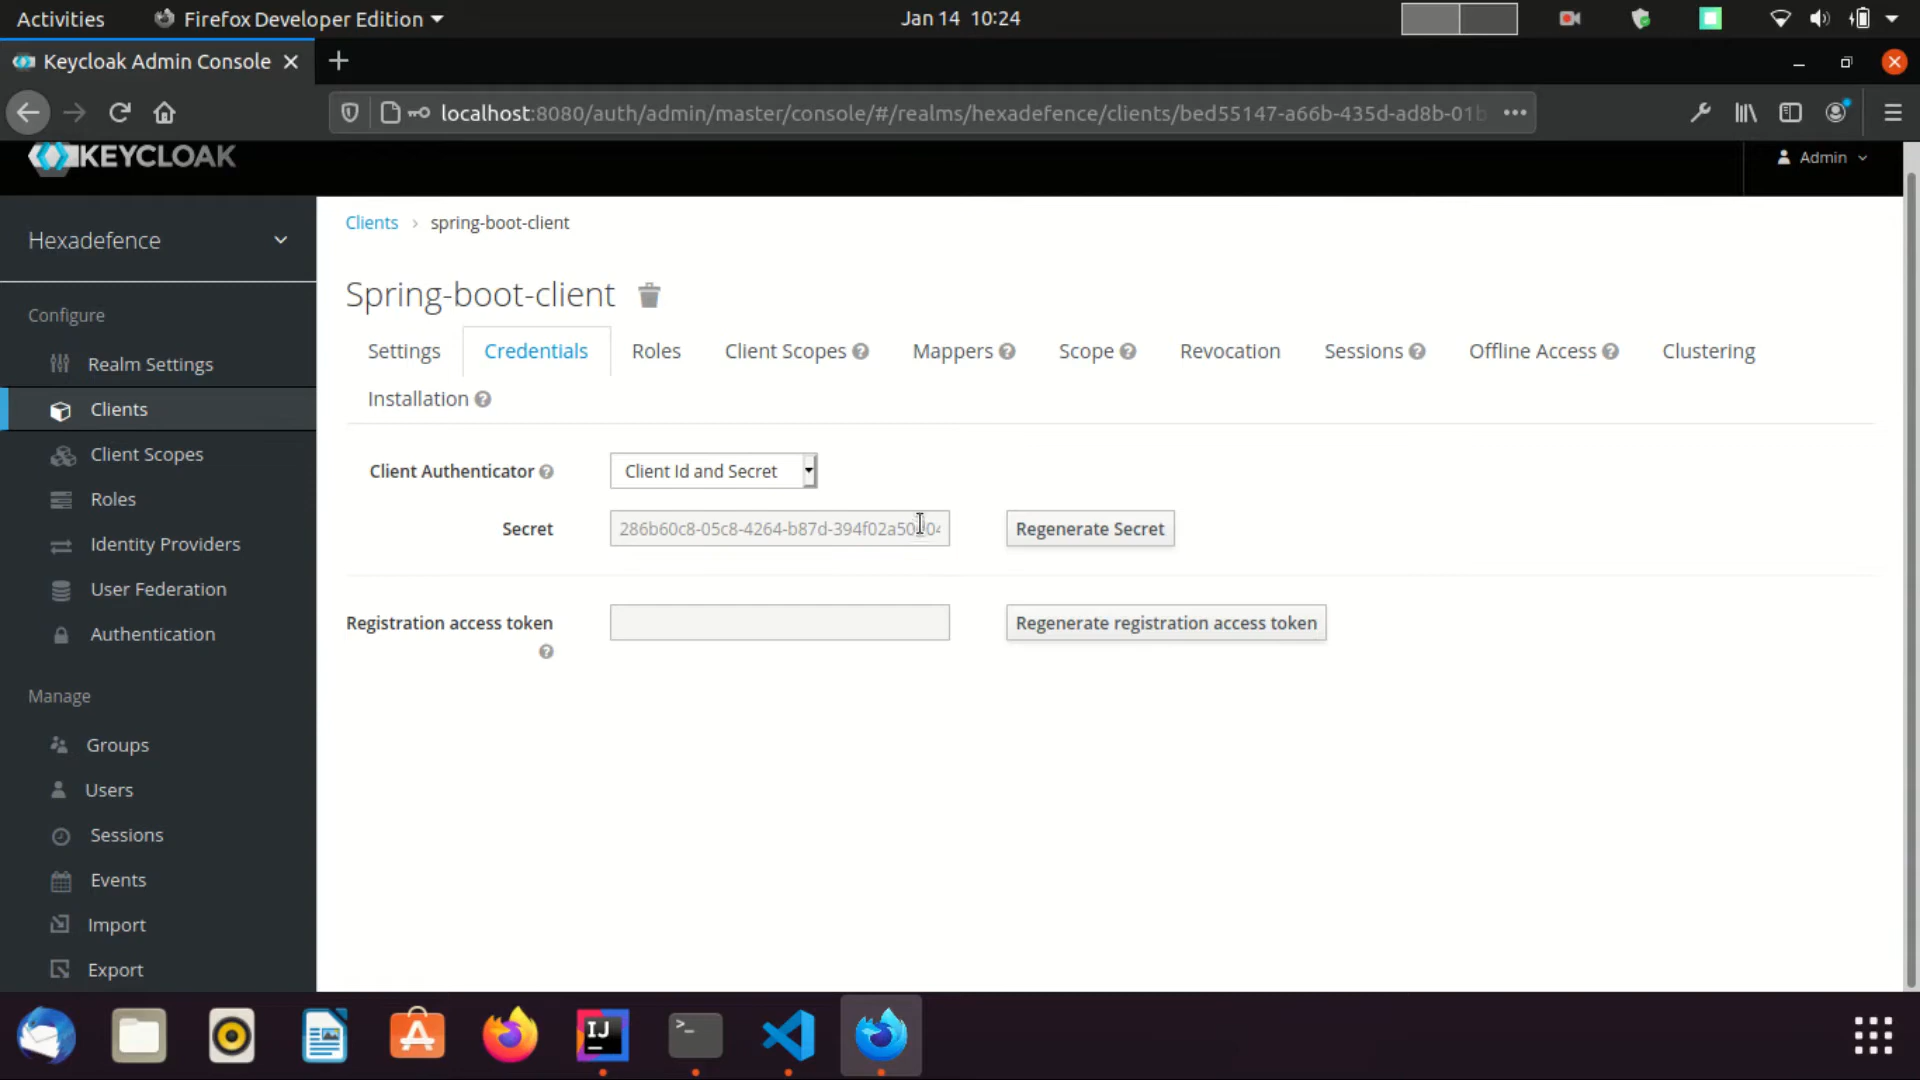 Activities
Firefox Developer Edition
Jan 14 10:24
Keycloak Admin Console
localhost:8080/auth/admin/master/console/#/realms/hexadefence/clients/bed55147-a66b-435d-ad8b-01b
KEYCLOAK
Admin
Hexadefence
Configure
Realm Settings
Clients
Client Scopes
Roles
Identity Providers
User Federation
Authentication
Manage
Groups
Users
Sessions
Events
Import
Export
Clients > spring-boot-client
Spring-boot-client
Settings
Credentials
Roles
Client Scopes
Mappers
Scope
Revocation
Sessions
Offline Access
Clustering
Installation
Client Authenticator
Client Id and Secret
Secret
Regenerate Secret
Registration access token
Regenerate registration access token
IJ